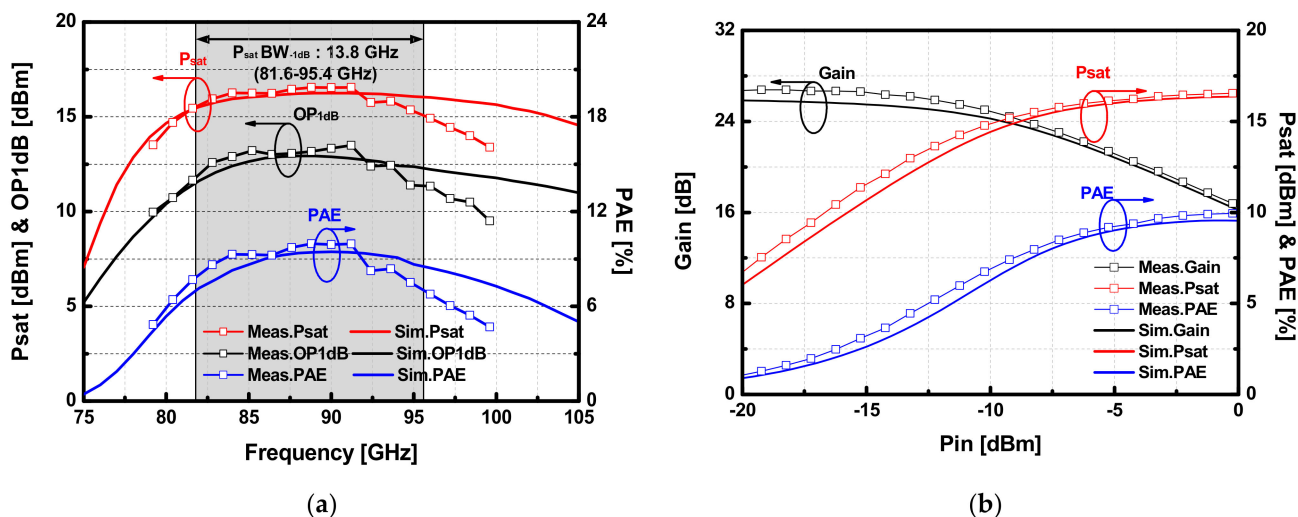 20
15
10
5
0
Psat [dBm] & OP1dB [dBm]
24
18
12
6
0
PAE [%]
Psat BW-1dB : 13.8 GHz
(81.6-95.4 GHz)
Psat
OP1dB
PAE
Meas.Psat Sim.Psat
Meas.OP1dB Sim.OP1dB
Meas.PAE Sim.PAE
75 80 85 90 95 100 105
Frequency [GHz]
(a)
32
24
16
8
0
Gain [dB]
20
15
10
5
0
Psat [dBm] & PAE [%]
Gain
Psat
PAE
Meas.Gain
Meas.Psat
Meas.PAE
Sim.Gain
Sim.Psat
Sim.PAE
-20 -15 -10 -5 0
Pin [dBm]
(b)